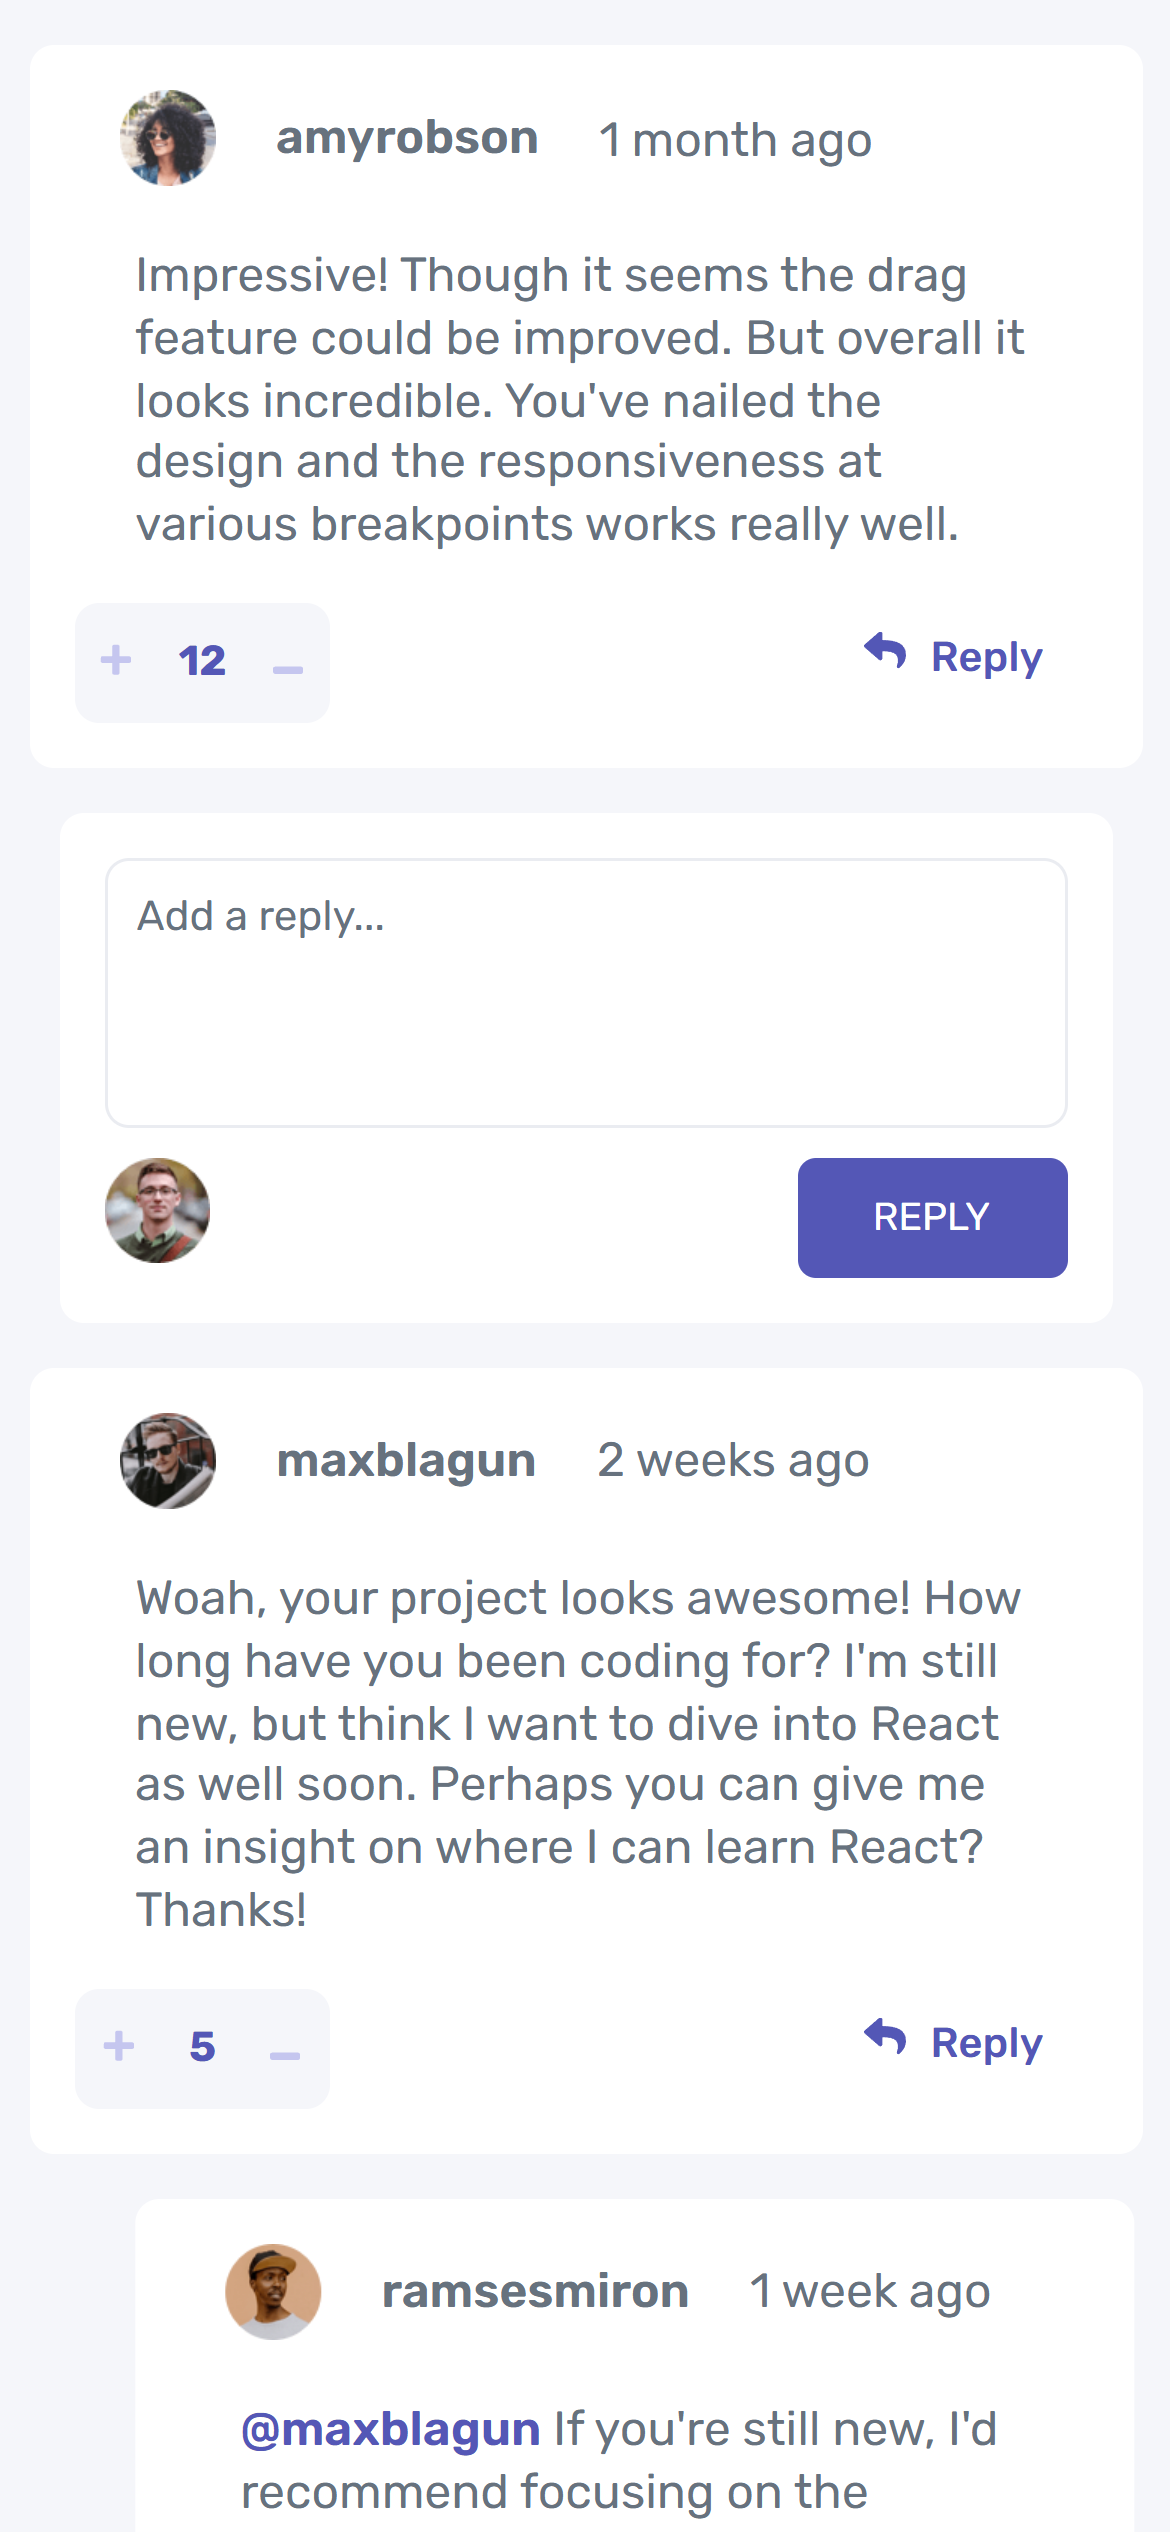 amyrobson 1 month ago
Impressive! Though it seems the drag
feature could be improved. But overall it
looks incredible. You've nailed the
design and the responsiveness at
various breakpoints works really well.
+ 12 – Reply
Add a reply...
REPLY
maxblagun 2 weeks ago
Woah, your project looks awesome! How
long have you been coding for? I'm still
new, but think I want to dive into React
as well soon. Perhaps you can give me
an insight on where I can learn React?
Thanks!
+ 5 – Reply
ramsesmiron 1 week ago
@maxblagun If you're still new, I'd
recommend focusing on the